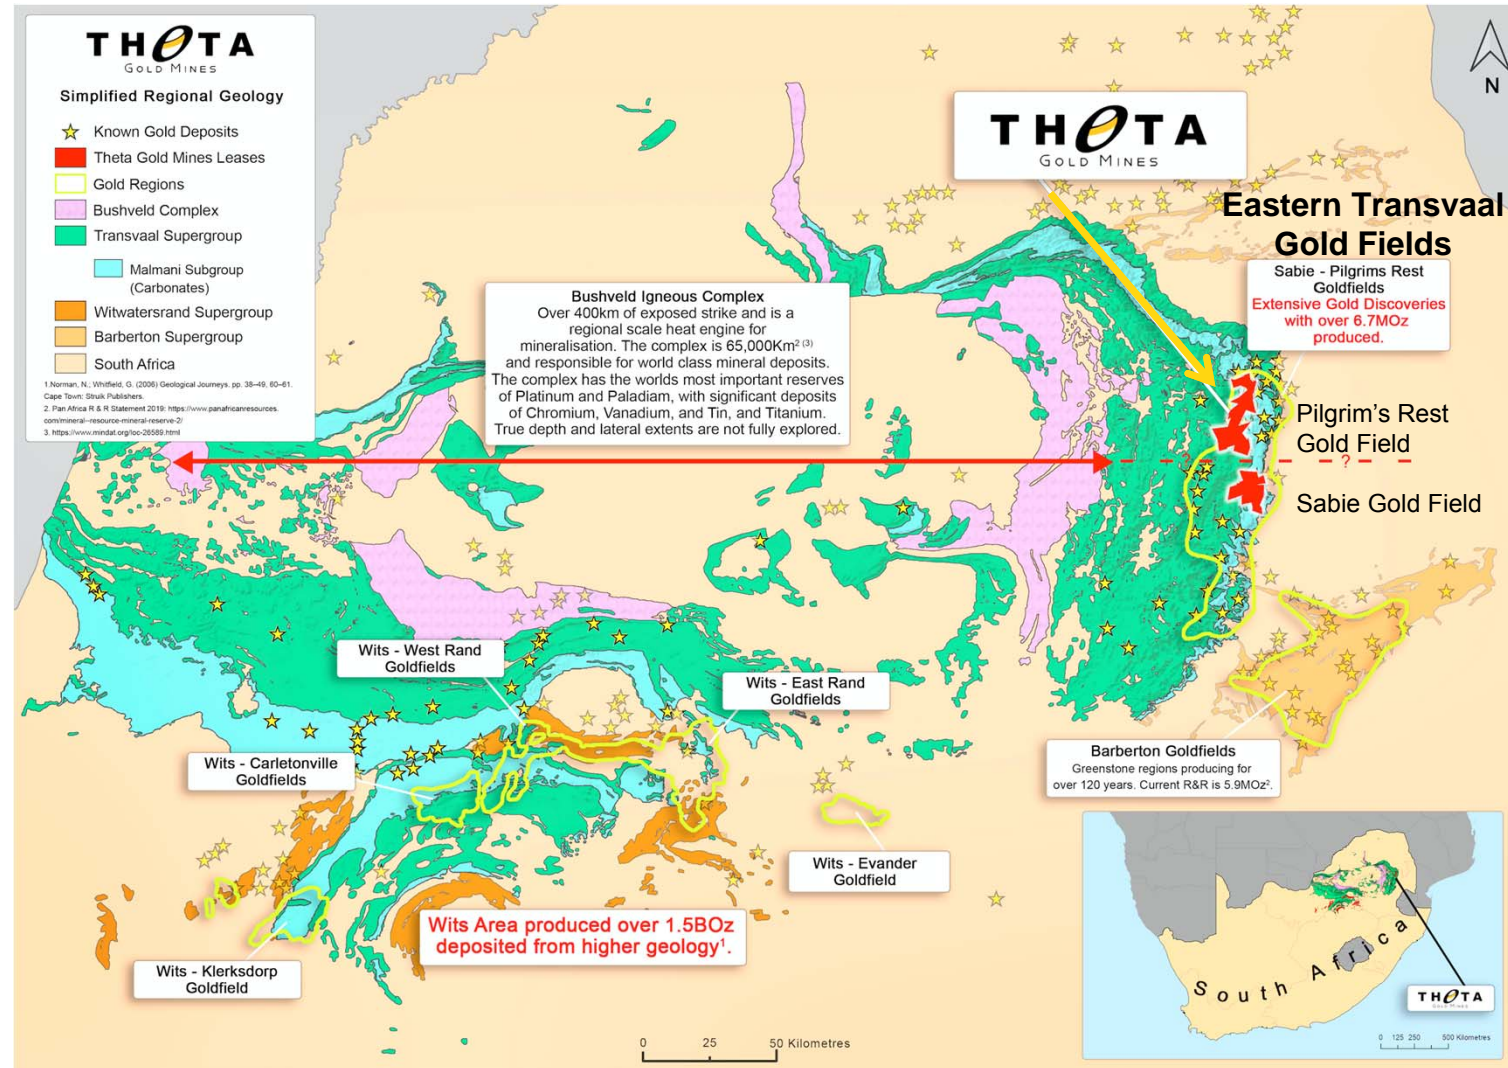 THETA
GOLD MINES
Simplified Regional Geology
Known Gold Deposits
Theta Gold Mines Leases
Gold Regions
Bushveld Complex
Transvaal Supergroup
Malmani Subgroup
(Carbonates)
Witwatersrand Supergroup
Barberton Supergroup
South Africa
1.Norman, N.; Whitfield, G. (2006) Geological Journeys. pp. 38–49, 60–61.
Cape Town: Struik Publishers.
2. Pan Africa R & R Statement 2019: https://www.panafricanresources.
com/mineral--resource-mineral-reserve-2/
3. https://www.mindat.org/loc-26589.html
N
THETA
GOLD MINES
Eastern Transvaal
Gold Fields
Sabie - Pilgrims Rest
Goldfields
Extensive Gold Discoveries
with over 6.7MOz
produced.
Bushveld Igneous Complex
Over 400km of exposed strike and is a
regional scale heat engine for
mineralisation. The complex is 65,000Km² ⁽³⁾
and responsible for world class mineral deposits.
The complex has the worlds most important reserves
of Platinum and Paladiam, with significant deposits
of Chromium, Vanadium, and Tin, and Titanium.
True depth and lateral extents are not fully explored.
Pilgrim's Rest
Gold Field
? ?
Sabie Gold Field
Wits - West Rand
Goldfields
Wits - East Rand
Goldfields
Wits - Carletonville
Goldfields
Barberton Goldfields
Greenstone regions producing for
over 120 years. Current R&R is 5.9MOz².
Wits - Evander
Goldfield
Wits Area produced over 1.5BOz
deposited from higher geology¹.
Wits - Klerksdorp
Goldfield
0 25 50 Kilometres
South Africa
THETA
GOLD MINES
0 125 250 500 Kilometres